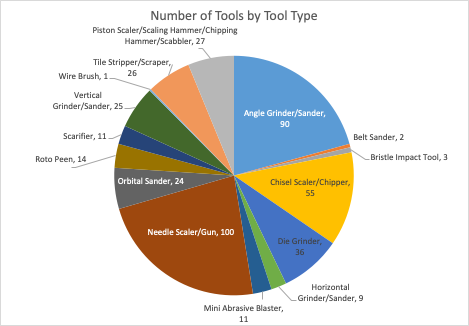 Number of Tools by Tool Type
Piston Scaler/Scaling Hammer/Chipping
Hammer/Scabbler, 27
Tile Stripper/Scraper,
26
Wire Brush, 1
Vertical
Grinder/Sander, 25
Scarifier, 11
Roto Peen, 14
Orbital Sander, 24
Needle Scaler/Gun, 100
Mini Abrasive Blaster,
11
Horizontal
Grinder/Sander, 9
Die Grinder,
36
Chisel Scaler/Chipper,
55
Bristle Impact Tool, 3
Belt Sander, 2
Angle Grinder/Sander,
90